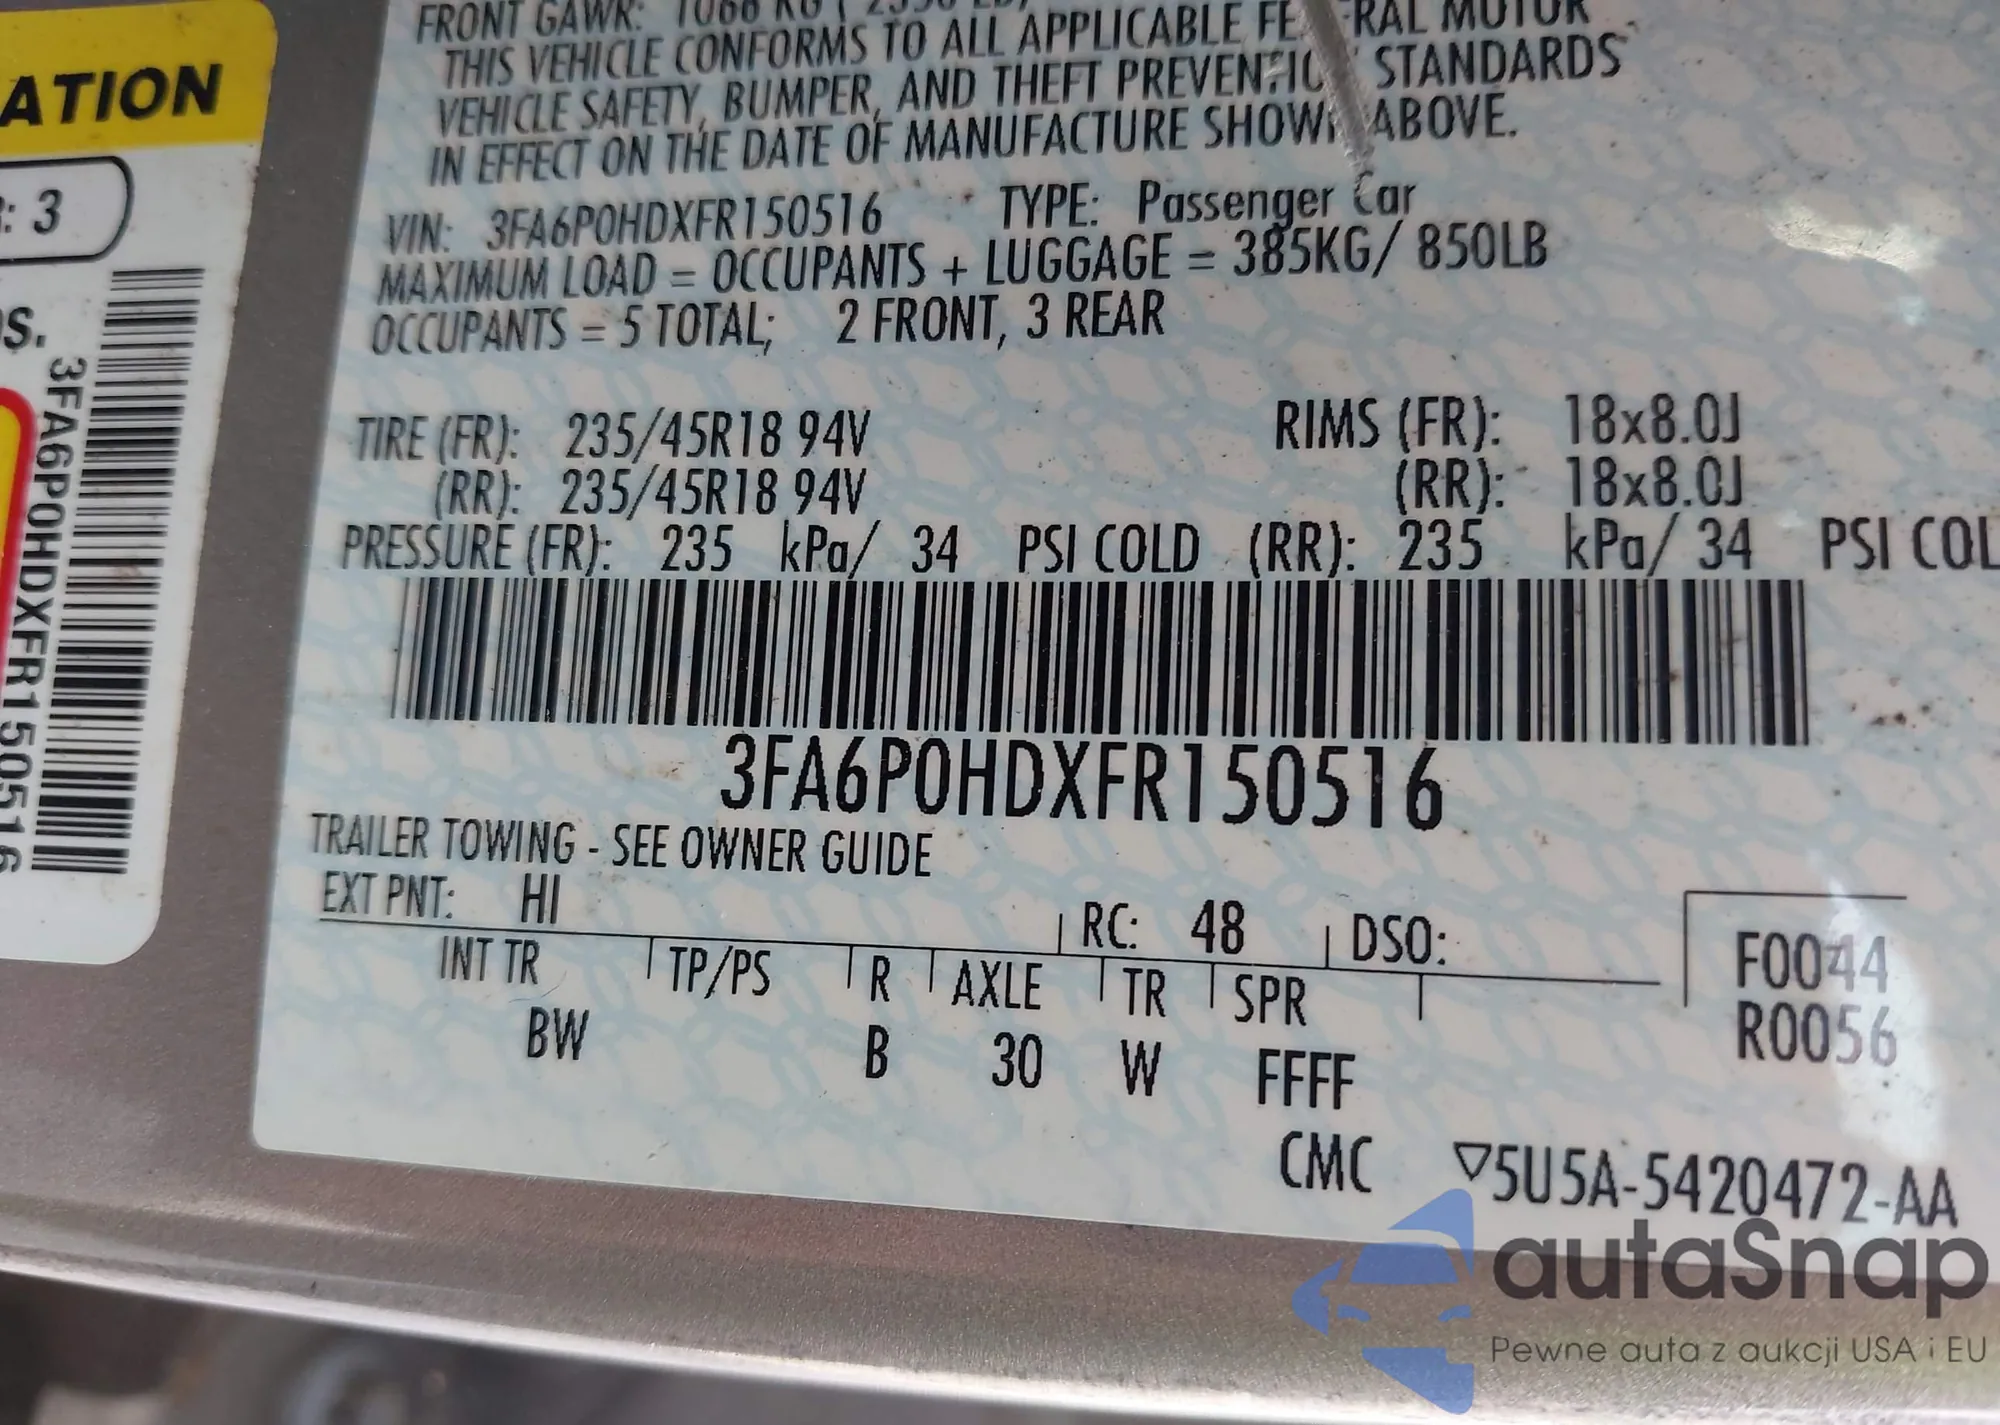 ATION
: 3
S.
3FA6P0HDXFR150516
FRONT GAWR: 1066 KG
THIS VEHICLE CONFORMS TO ALL APPLICABLE MOTOR
VEHICLE SAFETY, BUMPER, AND THEFT STANDARDS
IN EFFECT ON THE DATE OF MANUFACTURE ABOVE.
VIN: 3FA6P0HDXFR150516 TYPE: Passenger Car
MAXIMUM LOAD = OCCUPANTS + LUGGAGE = 385KG/ 850LB
OCCUPANTS = 5 TOTAL; 2 FRONT, 3 REAR
TIRE (FR): 235/45R18 94V RIMS (FR): 18x8.0J
(RR): 235/45R18 94V (RR): 18x8.0J
PRESSURE (FR): 235 kPa/ 34 PSI COLD (RR): 235 kPa/ 34 PSI COL
3FA6P0HDXFR150516
TRAILER TOWING - SEE OWNER GUIDE
EXT PNT: HI RC: 48 DSO:
INT TR TP/PS R AXLE TR SPR
BW B 30 W FFFF
F0044
R0056
CMC ▽5U5A-5420472-AA
autaSnap
Pewne auta z aukcji USA i EU